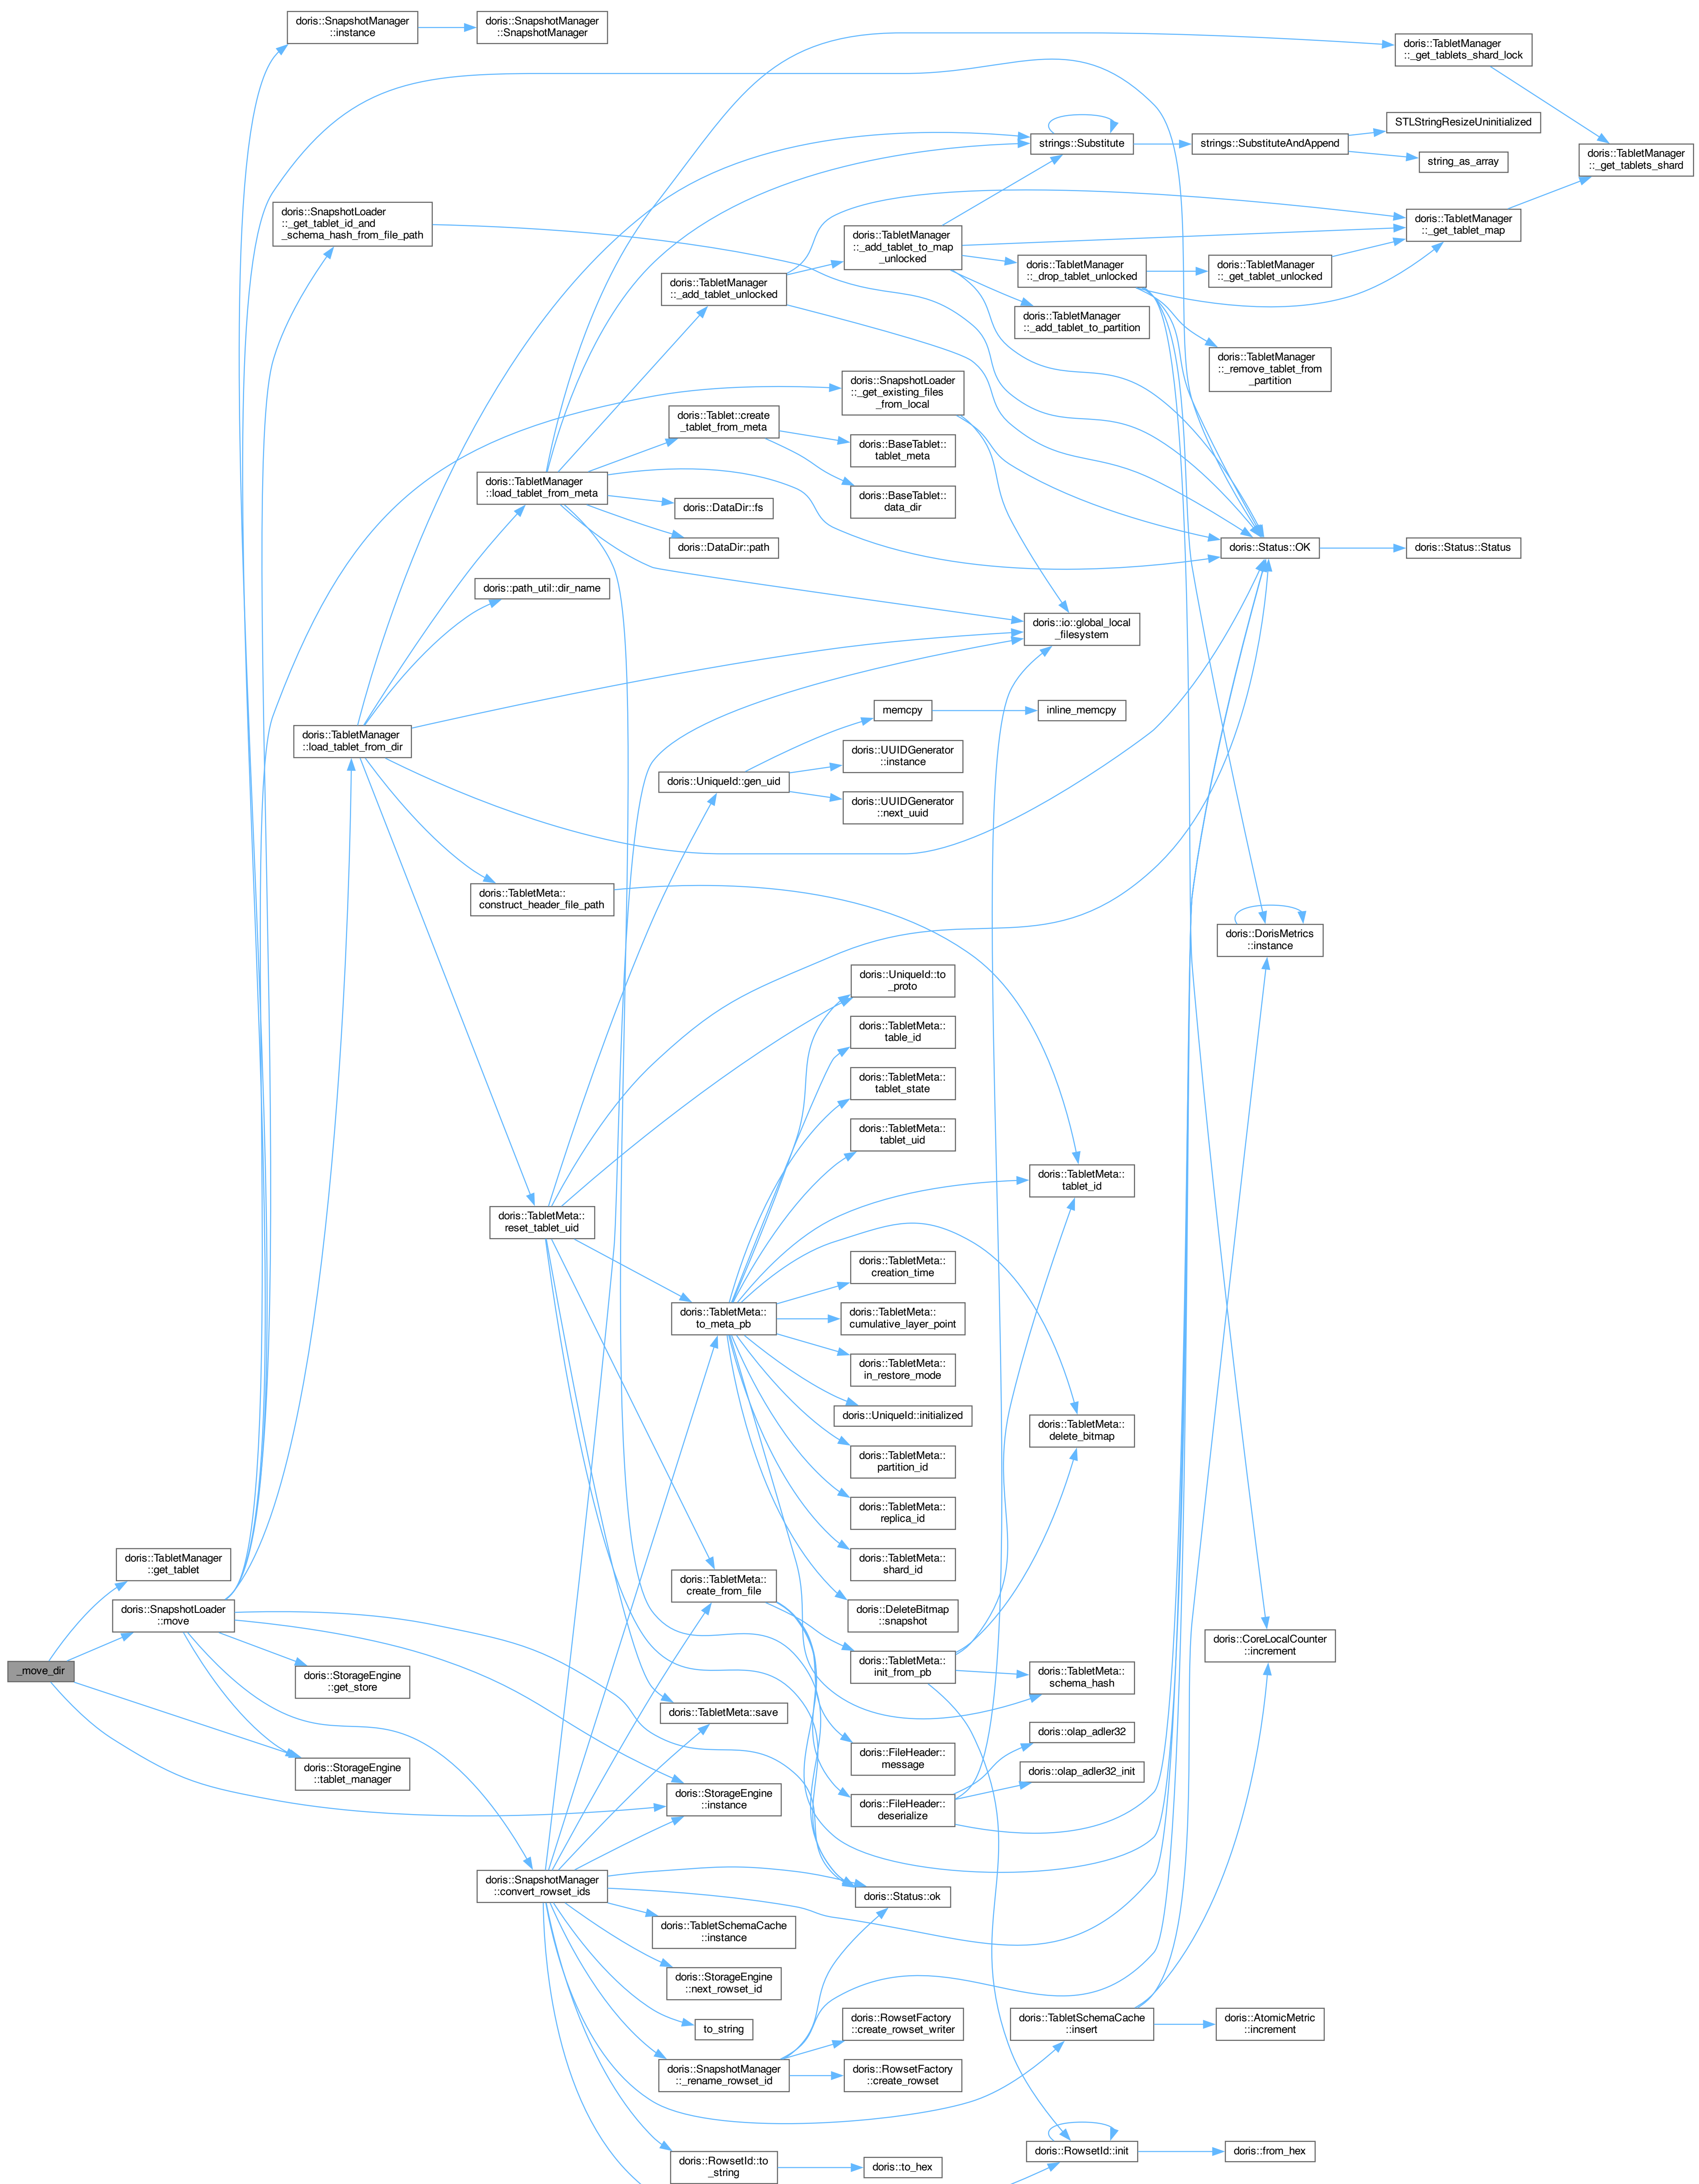 doris::SnapshotManager
::instance
doris::SnapshotManager
::SnapshotManager
doris::TabletManager
::_get_tablets_shard_lock
STLStringResizeUninitialized
strings::Substitute
strings::SubstituteAndAppend
string_as_array
doris::TabletManager
::_get_tablets_shard
doris::SnapshotLoader
::_get_tablet_id_and
_schema_hash_from_file_path
doris::TabletManager
::_get_tablet_map
doris::TabletManager
::_add_tablet_to_map
_unlocked
doris::TabletManager
::_drop_tablet_unlocked
doris::TabletManager
::_get_tablet_unlocked
doris::TabletManager
::_add_tablet_unlocked
doris::TabletManager
::_add_tablet_to_partition
doris::TabletManager
::_remove_tablet_from
_partition
doris::SnapshotLoader
::_get_existing_files
_from_local
doris::Tablet::create
_tablet_from_meta
doris::BaseTablet::
tablet_meta
doris::TabletManager
::load_tablet_from_meta
doris::BaseTablet::
data_dir
doris::DataDir::fs
doris::DataDir::path
doris::Status::OK
doris::Status::Status
doris::path_util::dir_name
doris::io::global_local
_filesystem
memcpy
inline_memcpy
doris::TabletManager
::load_tablet_from_dir
doris::UUIDGenerator
::instance
doris::UniqueId::gen_uid
doris::UUIDGenerator
::next_uuid
doris::TabletMeta::
construct_header_file_path
doris::DorisMetrics
::instance
doris::UniqueId::to
_proto
doris::TabletMeta::
table_id
doris::TabletMeta::
tablet_state
doris::TabletMeta::
tablet_uid
doris::TabletMeta::
tablet_id
doris::TabletMeta::
reset_tablet_uid
doris::TabletMeta::
creation_time
doris::TabletMeta::
to_meta_pb
doris::TabletMeta::
cumulative_layer_point
doris::TabletMeta::
in_restore_mode
doris::UniqueId::initialized
doris::TabletMeta::
delete_bitmap
doris::TabletMeta::
partition_id
doris::TabletMeta::
replica_id
doris::TabletMeta::
shard_id
doris::TabletManager
::get_tablet
doris::TabletMeta::
create_from_file
doris::DeleteBitmap
::snapshot
doris::SnapshotLoader
::move
doris::CoreLocalCounter
::increment
_move_dir
doris::StorageEngine
::get_store
doris::TabletMeta::
init_from_pb
doris::TabletMeta::
schema_hash
doris::TabletMeta::save
doris::olap_adler32
doris::FileHeader::
message
doris::StorageEngine
::tablet_manager
doris::olap_adler32_init
doris::StorageEngine
::instance
doris::FileHeader::
deserialize
doris::SnapshotManager
::convert_rowset_ids
doris::Status::ok
doris::TabletSchemaCache
::instance
doris::StorageEngine
::next_rowset_id
to_string
doris::RowsetFactory
::create_rowset_writer
doris::TabletSchemaCache
::insert
doris::AtomicMetric
::increment
doris::SnapshotManager
::_rename_rowset_id
doris::RowsetFactory
::create_rowset
doris::RowsetId::init
doris::from_hex
doris::RowsetId::to
_string
doris::to_hex